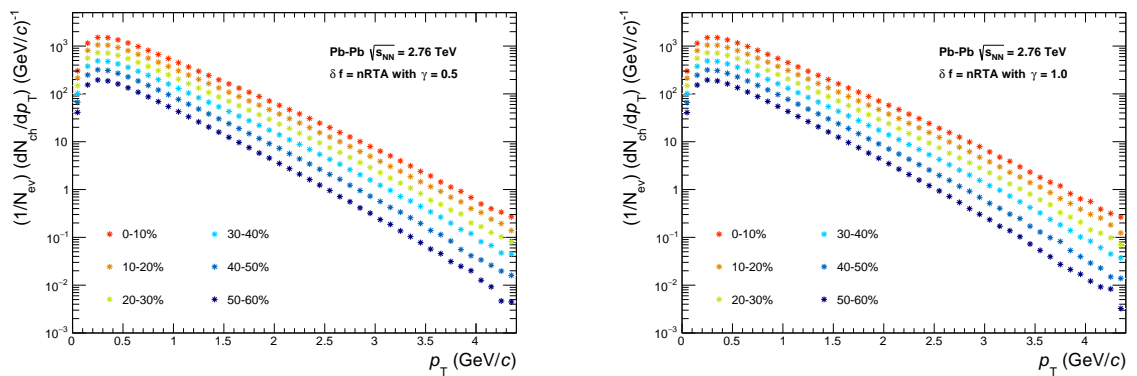 (1/N_ev) (dN_ch/dp_T) (GeV/c)^-1
10^3
10^2
10
1
10^−1
10^−2
10^−3
Pb-Pb √s_NN = 2.76 TeV
δ f = nRTA with γ = 0.5
0-10%
30-40%
10-20%
40-50%
20-30%
50-60%
0 0.5 1 1.5 2 2.5 3 3.5 4
p_T (GeV/c)
(1/N_ev) (dN_ch/dp_T) (GeV/c)^-1
10^3
10^2
10
1
10^−1
10^−2
10^−3
Pb-Pb √s_NN = 2.76 TeV
δ f = nRTA with γ = 1.0
0-10%
30-40%
10-20%
40-50%
20-30%
50-60%
0 0.5 1 1.5 2 2.5 3 3.5 4
p_T (GeV/c)